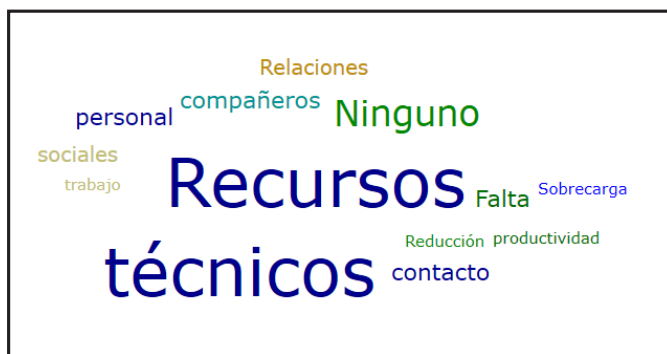 Relaciones
compañeros
Ninguno
personal
sociales
trabajo
Recursos
Falta
Sobrecarga
Reducción
productividad
técnicos
contacto